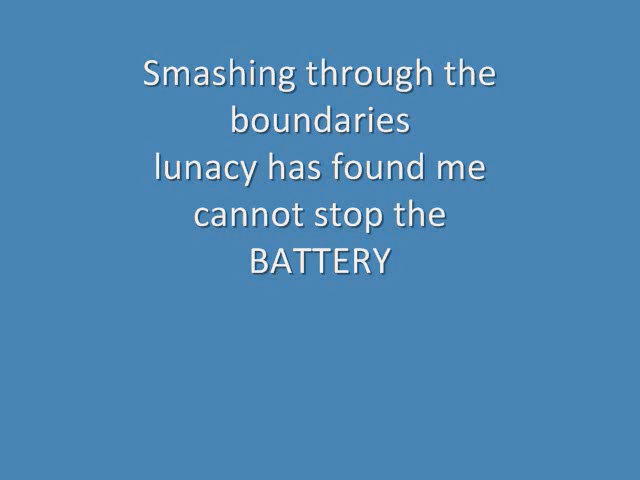 Smashing through the
boundaries
lunacy has found me
cannot stop the
BATTERY